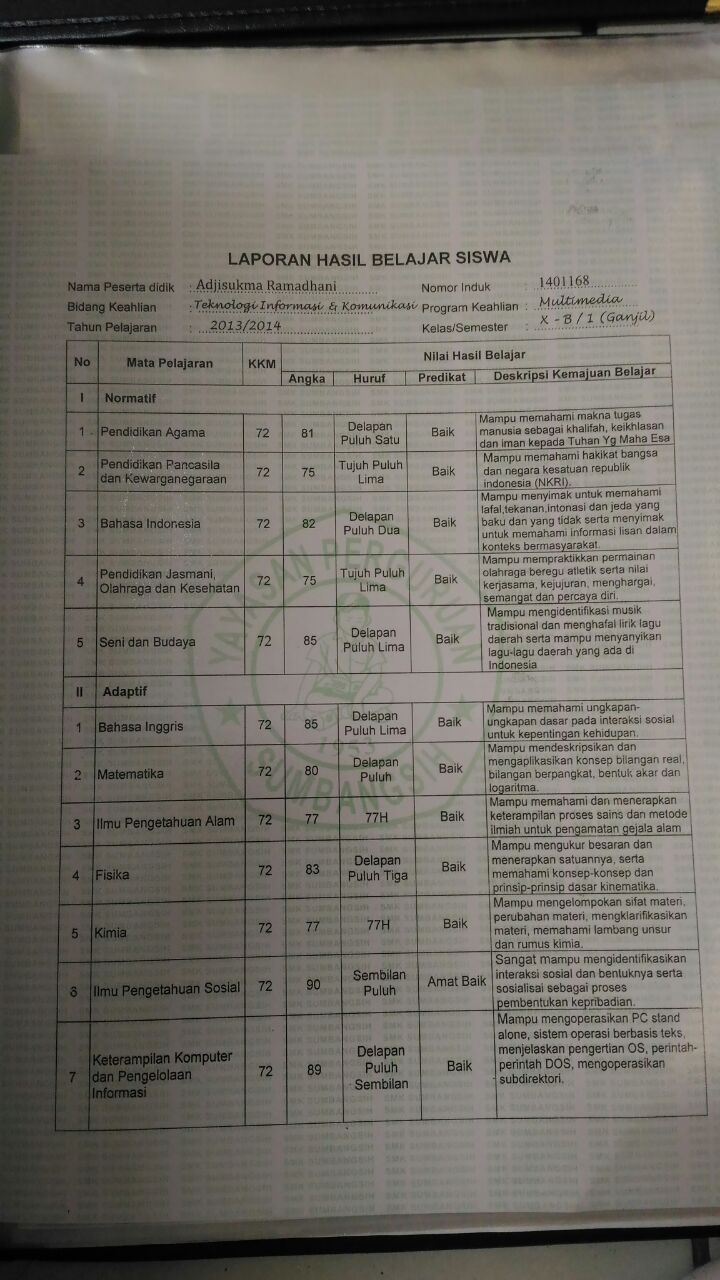 LAPORAN HASIL BELAJAR SISWA
Nama Peserta didik : Adjisukma Ramadhani Nomor Induk : 1401168
Bidang Keahlian : Teknologi Informasi & Komunikasi Program Keahlian : Multimedia
Tahun Pelajaran : 2013/2014 Kelas/Semester : X - B / 1 (Ganjil)
No Mata Pelajaran KKM Nilai Hasil Belajar
Angka Huruf Predikat Deskripsi Kemajuan Belajar
I Normatif
1 Pendidikan Agama 72 81 Delapan Puluh Satu Baik Mampu memahami makna tugas
manusia sebagai khalifah, keikhlasan
dan iman kepada Tuhan Yg Maha Esa
2 Pendidikan Pancasila dan Kewarganegaraan 72 75 Tujuh Puluh Lima Baik Mampu memahami hakikat bangsa
dan negara kesatuan republik
indonesia (NKRI).
3 Bahasa Indonesia 72 82 Delapan Puluh Dua Baik Mampu menyimak untuk memahami
lafal,tekanan,intonasi dan jeda yang
baku dan yang tidak serta menyimak
untuk memahami informasi lisan dalam
konteks bermasyarakat.
4 Pendidikan Jasmani, Olahraga dan Kesehatan 72 75 Tujuh Puluh Lima Baik Mampu mempraktikkan permainan
olahraga beregu atletik serta nilai
kerjasama, kejujuran, menghargai,
semangat dan percaya diri.
5 Seni dan Budaya 72 85 Delapan Puluh Lima Baik Mampu mengidentifikasi musik
tradisional dan menghafal lirik lagu
daerah serta mampu menyanyikan
lagu-lagu daerah yang ada di
Indonesia
II Adaptif
1 Bahasa Inggris 72 85 Delapan Puluh Lima Baik Mampu memahami ungkapan-
ungkapan dasar pada interaksi sosial
untuk kepentingan kehidupan.
2 Matematika 72 80 Delapan Puluh Baik Mampu mendeskripsikan dan
mengaplikasikan konsep bilangan real,
bilangan berpangkat, bentuk akar dan
logaritma.
3 Ilmu Pengetahuan Alam 72 77 77H Baik Mampu memahami dan menerapkan
keterampilan proses sains dan metode
ilmiah untuk pengamatan gejala alam
4 Fisika 72 83 Delapan Puluh Tiga Baik Mampu mengukur besaran dan
menerapkan satuannya, serta
memahami konsep-konsep dan
prinsip-prinsip dasar kinematika.
5 Kimia 72 77 77H Baik Mampu mengelompokan sifat materi,
perubahan materi, mengklarifikasikan
materi, memahami lambang unsur
dan rumus kimia.
6 Ilmu Pengetahuan Sosial 72 90 Sembilan Puluh Amat Baik Sangat mampu mengidentifikasikan
interaksi sosial dan bentuknya serta
sosialisai sebagai proses
pembentukan kepribadian.
7 Keterampilan Komputer dan Pengelolaan Informasi 72 89 Delapan Puluh Sembilan Baik Mampu mengoperasikan PC stand
alone, sistem operasi berbasis teks,
menjelaskan pengertian OS, perintah-
perintah DOS, mengoperasikan
subdirektori.
YAYASAN PERGURUAN
SUMBANGSIH